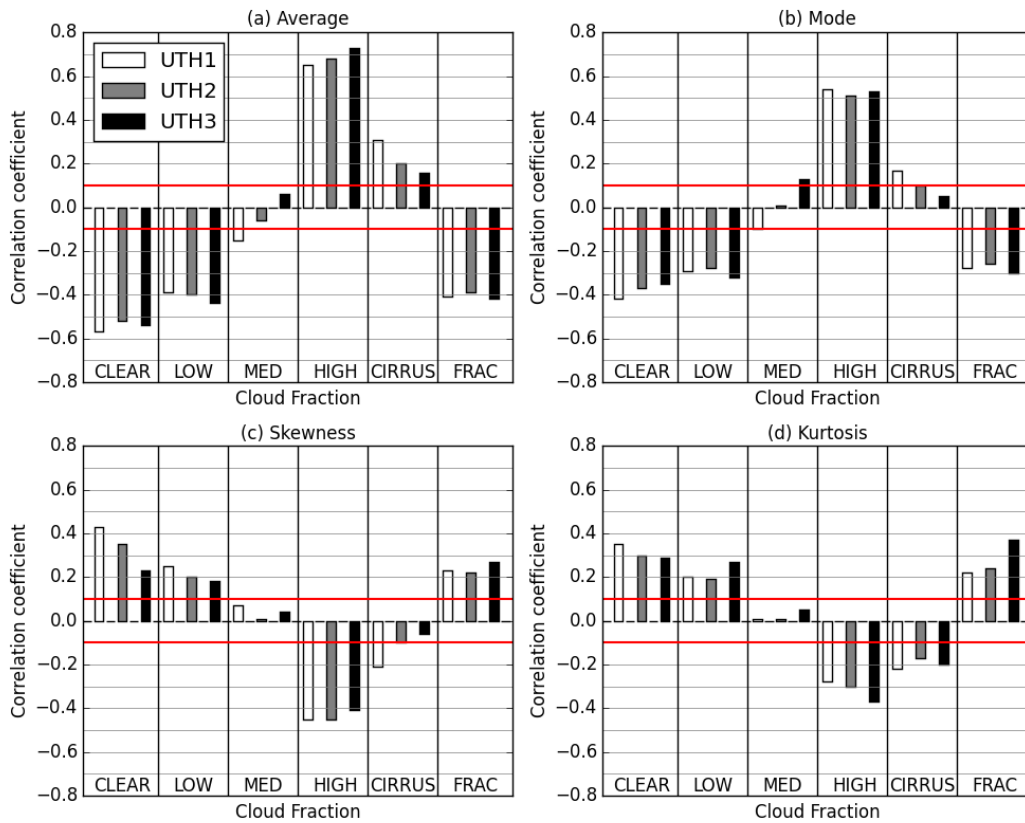 (a) Average
0.8
0.6
0.4
0.2
0.0
−0.2
−0.4
−0.6
−0.8
Correlation coefficient
UTH1
UTH2
UTH3
CLEAR LOW MED HIGH CIRRUS FRAC
Cloud Fraction
(b) Mode
0.8
0.6
0.4
0.2
0.0
−0.2
−0.4
−0.6
−0.8
Correlation coefficient
CLEAR LOW MED HIGH CIRRUS FRAC
Cloud Fraction
(c) Skewness
0.8
0.6
0.4
0.2
0.0
−0.2
−0.4
−0.6
−0.8
Correlation coefficient
CLEAR LOW MED HIGH CIRRUS FRAC
Cloud Fraction
(d) Kurtosis
0.8
0.6
0.4
0.2
0.0
−0.2
−0.4
−0.6
−0.8
Correlation coefficient
CLEAR LOW MED HIGH CIRRUS FRAC
Cloud Fraction